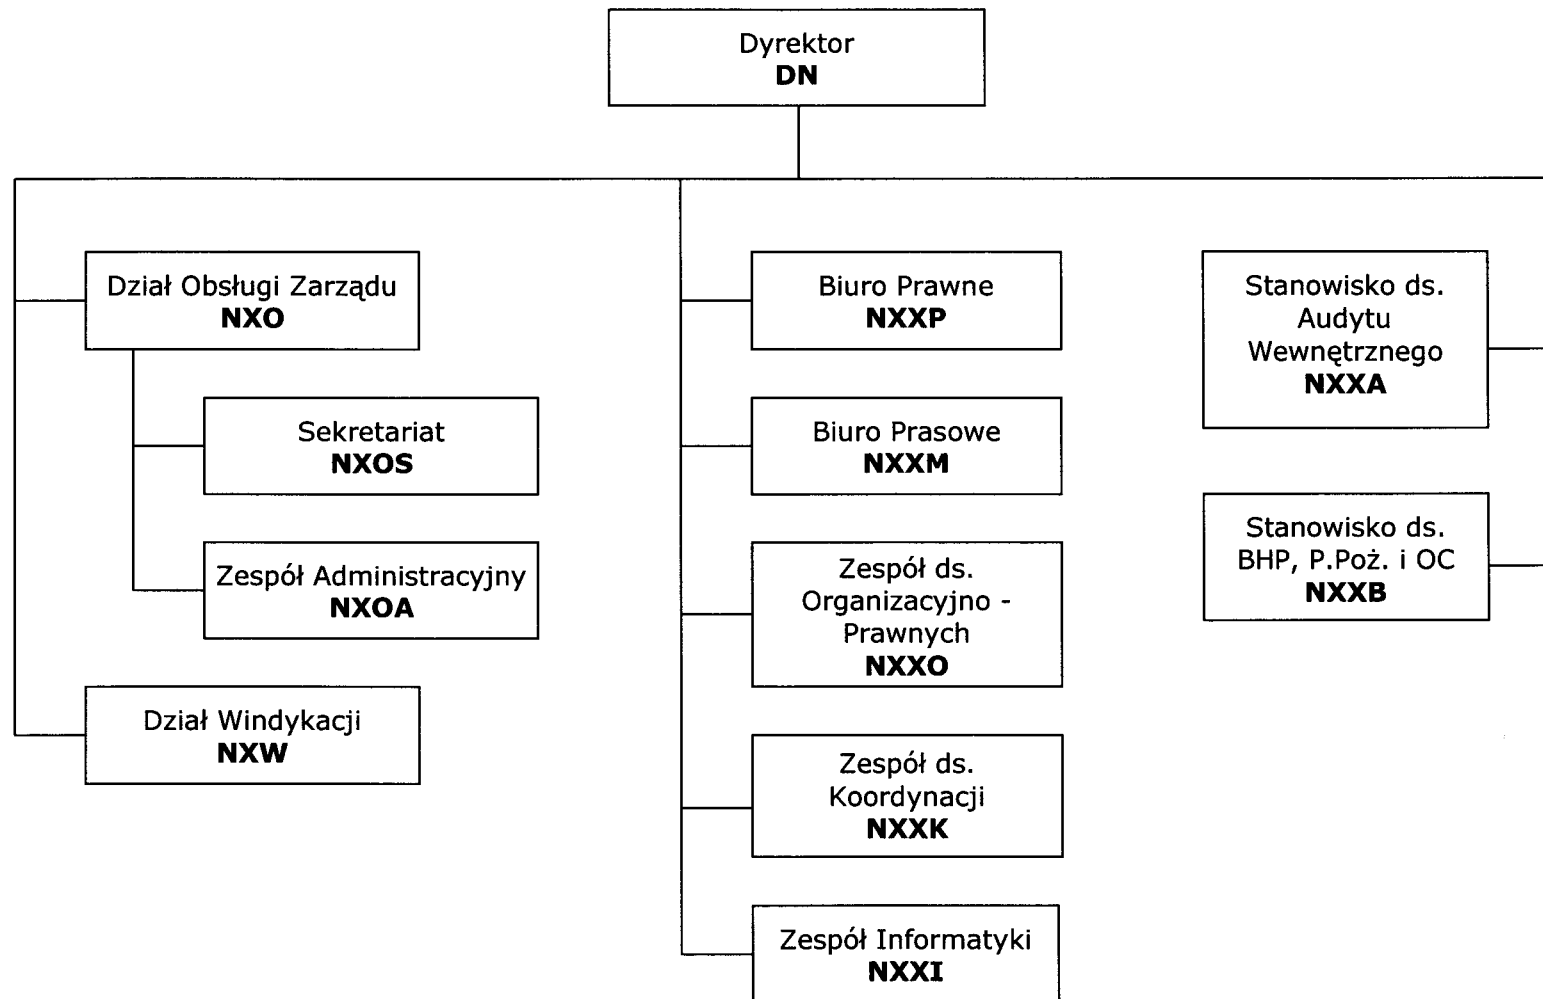 Dyrektor
DN
Dział Obsługi Zarządu
NXO
Sekretariat
NXOS
Zespół Administracyjny
NXOA
Dział Windykacji
NXW
Biuro Prawne
NXXP
Biuro Prasowe
NXXM
Zespół ds.
Organizacyjno -
Prawnych
NXXO
Zespół ds.
Koordynacji
NXXK
Zespół Informatyki
NXXI
Stanowisko ds.
Audytu
Wewnętrznego
NXXA
Stanowisko ds.
BHP, P.Poż. i OC
NXXB